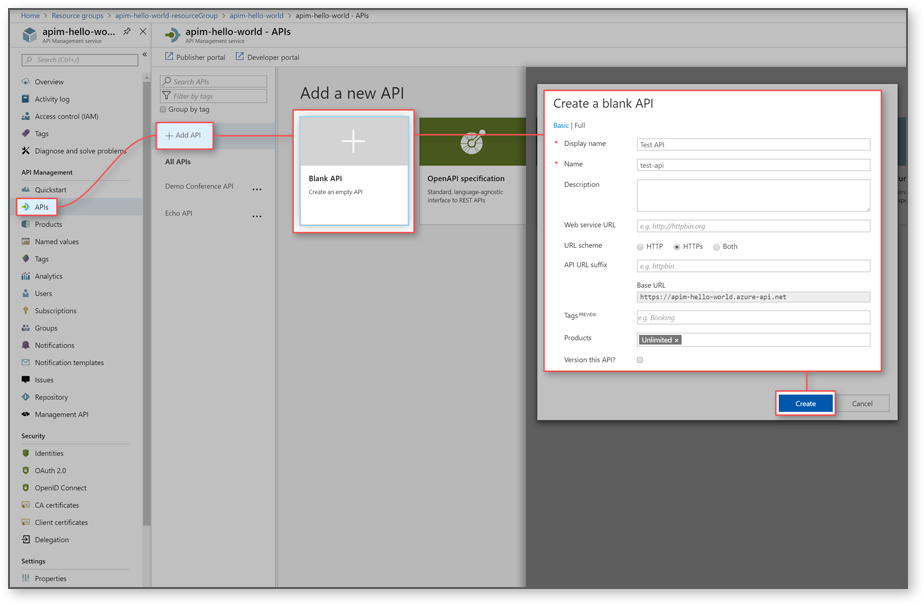 Home > Resource groups > apim-hello-world-resourceGroup > apim-hello-world > apim-hello-world - APIs
apim-hello-wo...
API Management service
Search (Ctrl+/)
Overview
Activity log
Access control (IAM)
Tags
Diagnose and solve problems
API Management
Quickstart
APIs
Products
Named values
Tags
Analytics
Users
Subscriptions
Groups
Notifications
Notification templates
Issues
Repository
Management API
Security
Identities
OAuth 2.0
OpenID Connect
CA certificates
Client certificates
Delegation
Settings
Properties
apim-hello-world - APIs
API Management service
Publisher portal
Developer portal
Search APIs
Filter by tags
Group by tag
+ Add API
All APIs
Demo Conference API ...
Echo API ...
Add a new API
Blank API
Create an empty API
OpenAPI specification
Standard, language-agnostic
interface to REST APIs
Create a blank API
Basic | Full
* Display name
Test API
* Name
test-api
Description
Web service URL
e.g. http://httpbin.org
URL scheme
HTTP
HTTPs
Both
API URL suffix
e.g. httpbin
Base URL
https://apim-hello-world.azure-api.net
Tags PREVIEW
e.g. Booking
Products
Unlimited ×
Version this API?
Create
Cancel